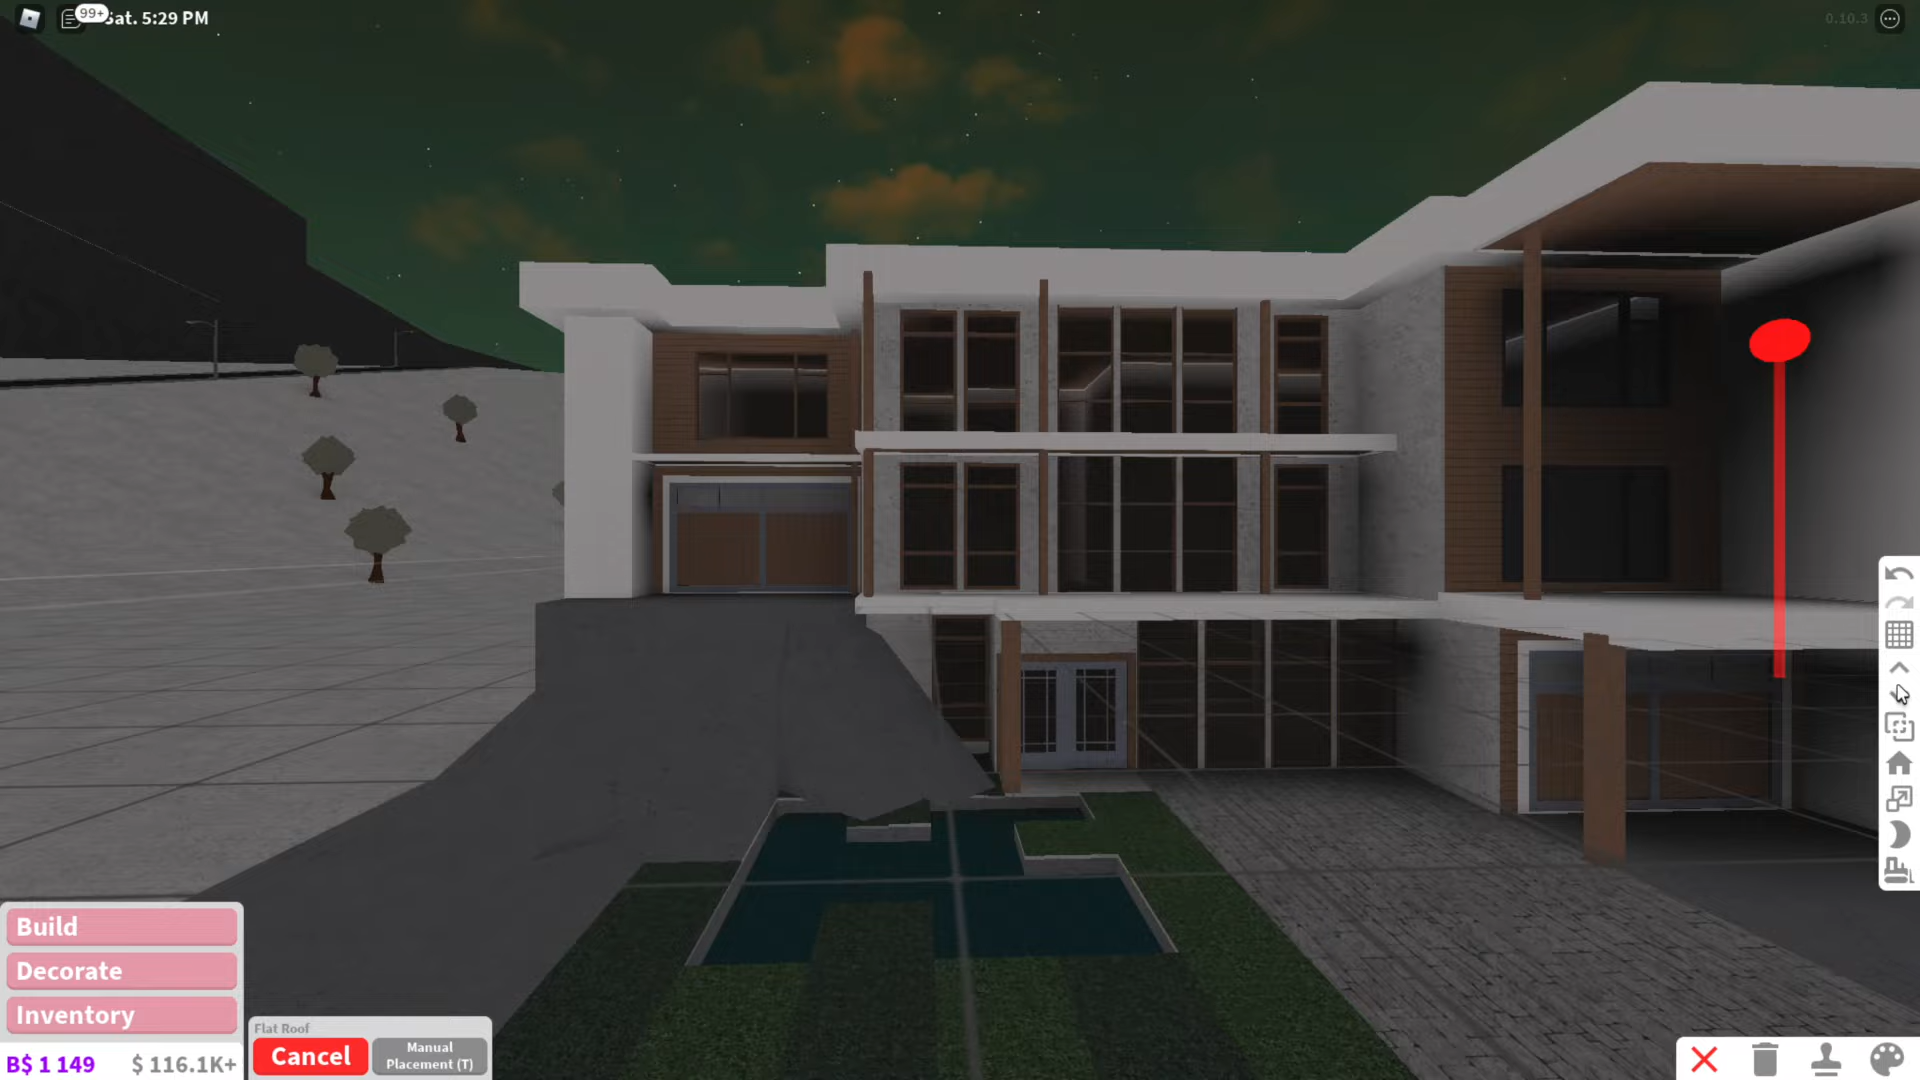 99+
Sat. 5:29 PM
0.10.3
Build
Decorate
Inventory
B$ 1 149
$ 116.1K+
Flat Roof
Cancel
Manual
Placement (T)